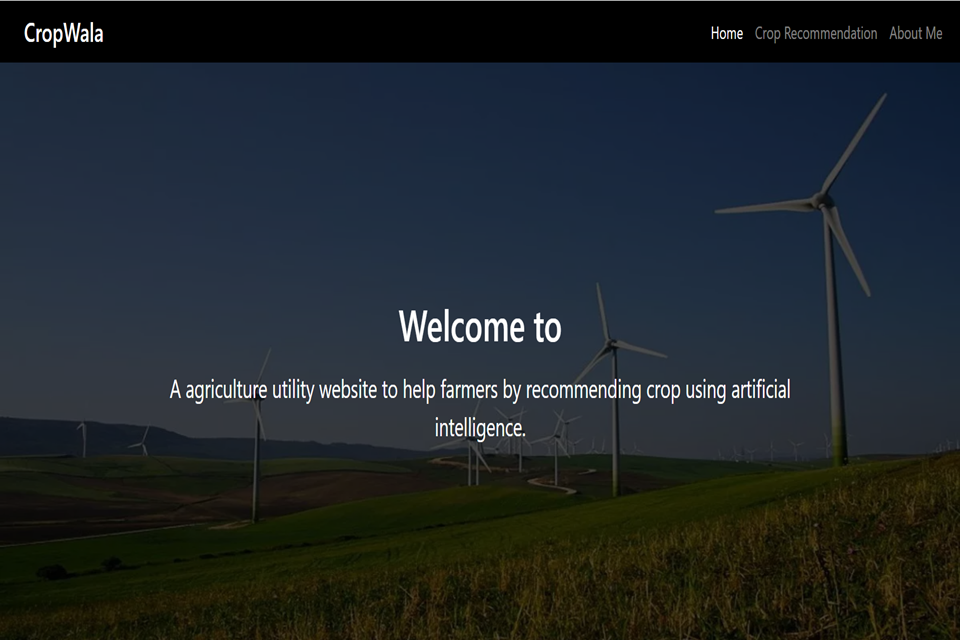 CropWala
Home Crop Recommendation About Me
Welcome to
A agriculture utility website to help farmers by recommending crop using artificial
intelligence.